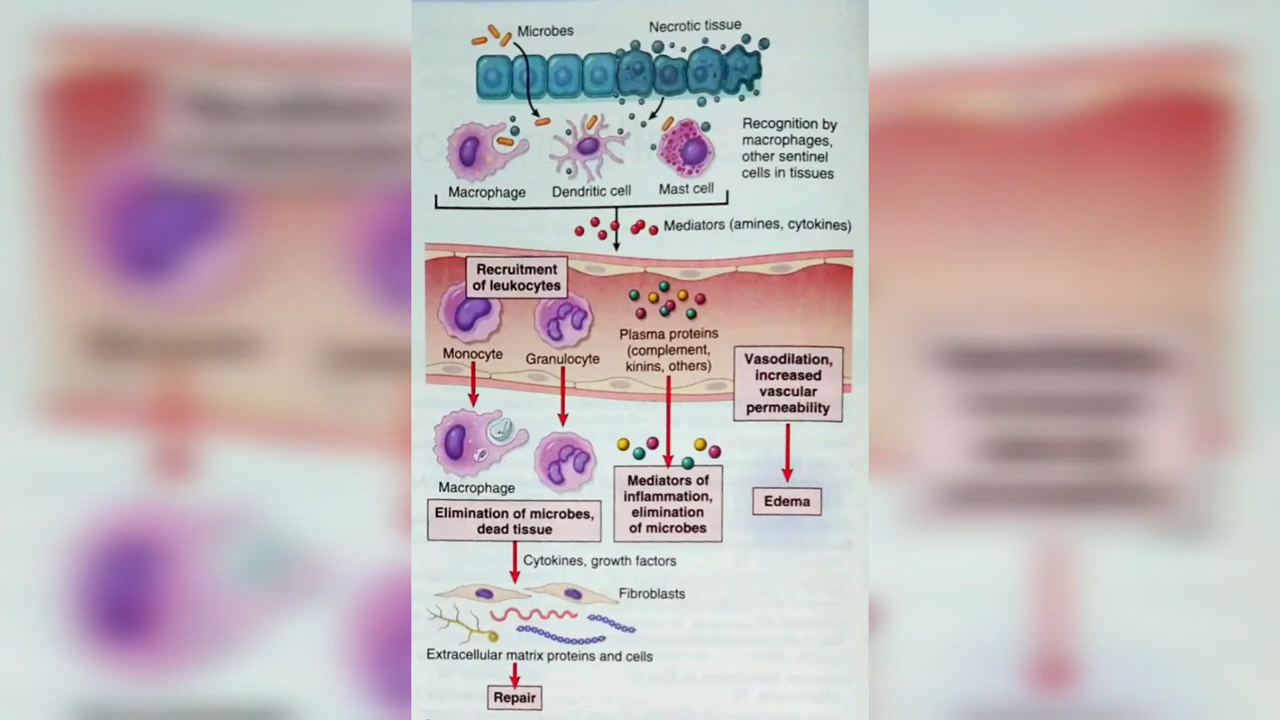 Microbes
Necrotic tissue
Recognition by
macrophages,
other sentinel
cells in tissues
Macrophage
Dendritic cell
Mast cell
Mediators (amines, cytokines)
Recruitment
of leukocytes
Monocyte
Granulocyte
Plasma proteins
(complement,
kinins, others)
Vasodilation,
increased
vascular
permeability
Macrophage
Elimination of microbes,
dead tissue
Mediators of
inflammation,
elimination
of microbes
Edema
Cytokines, growth factors
Fibroblasts
Extracellular matrix proteins and cells
Repair